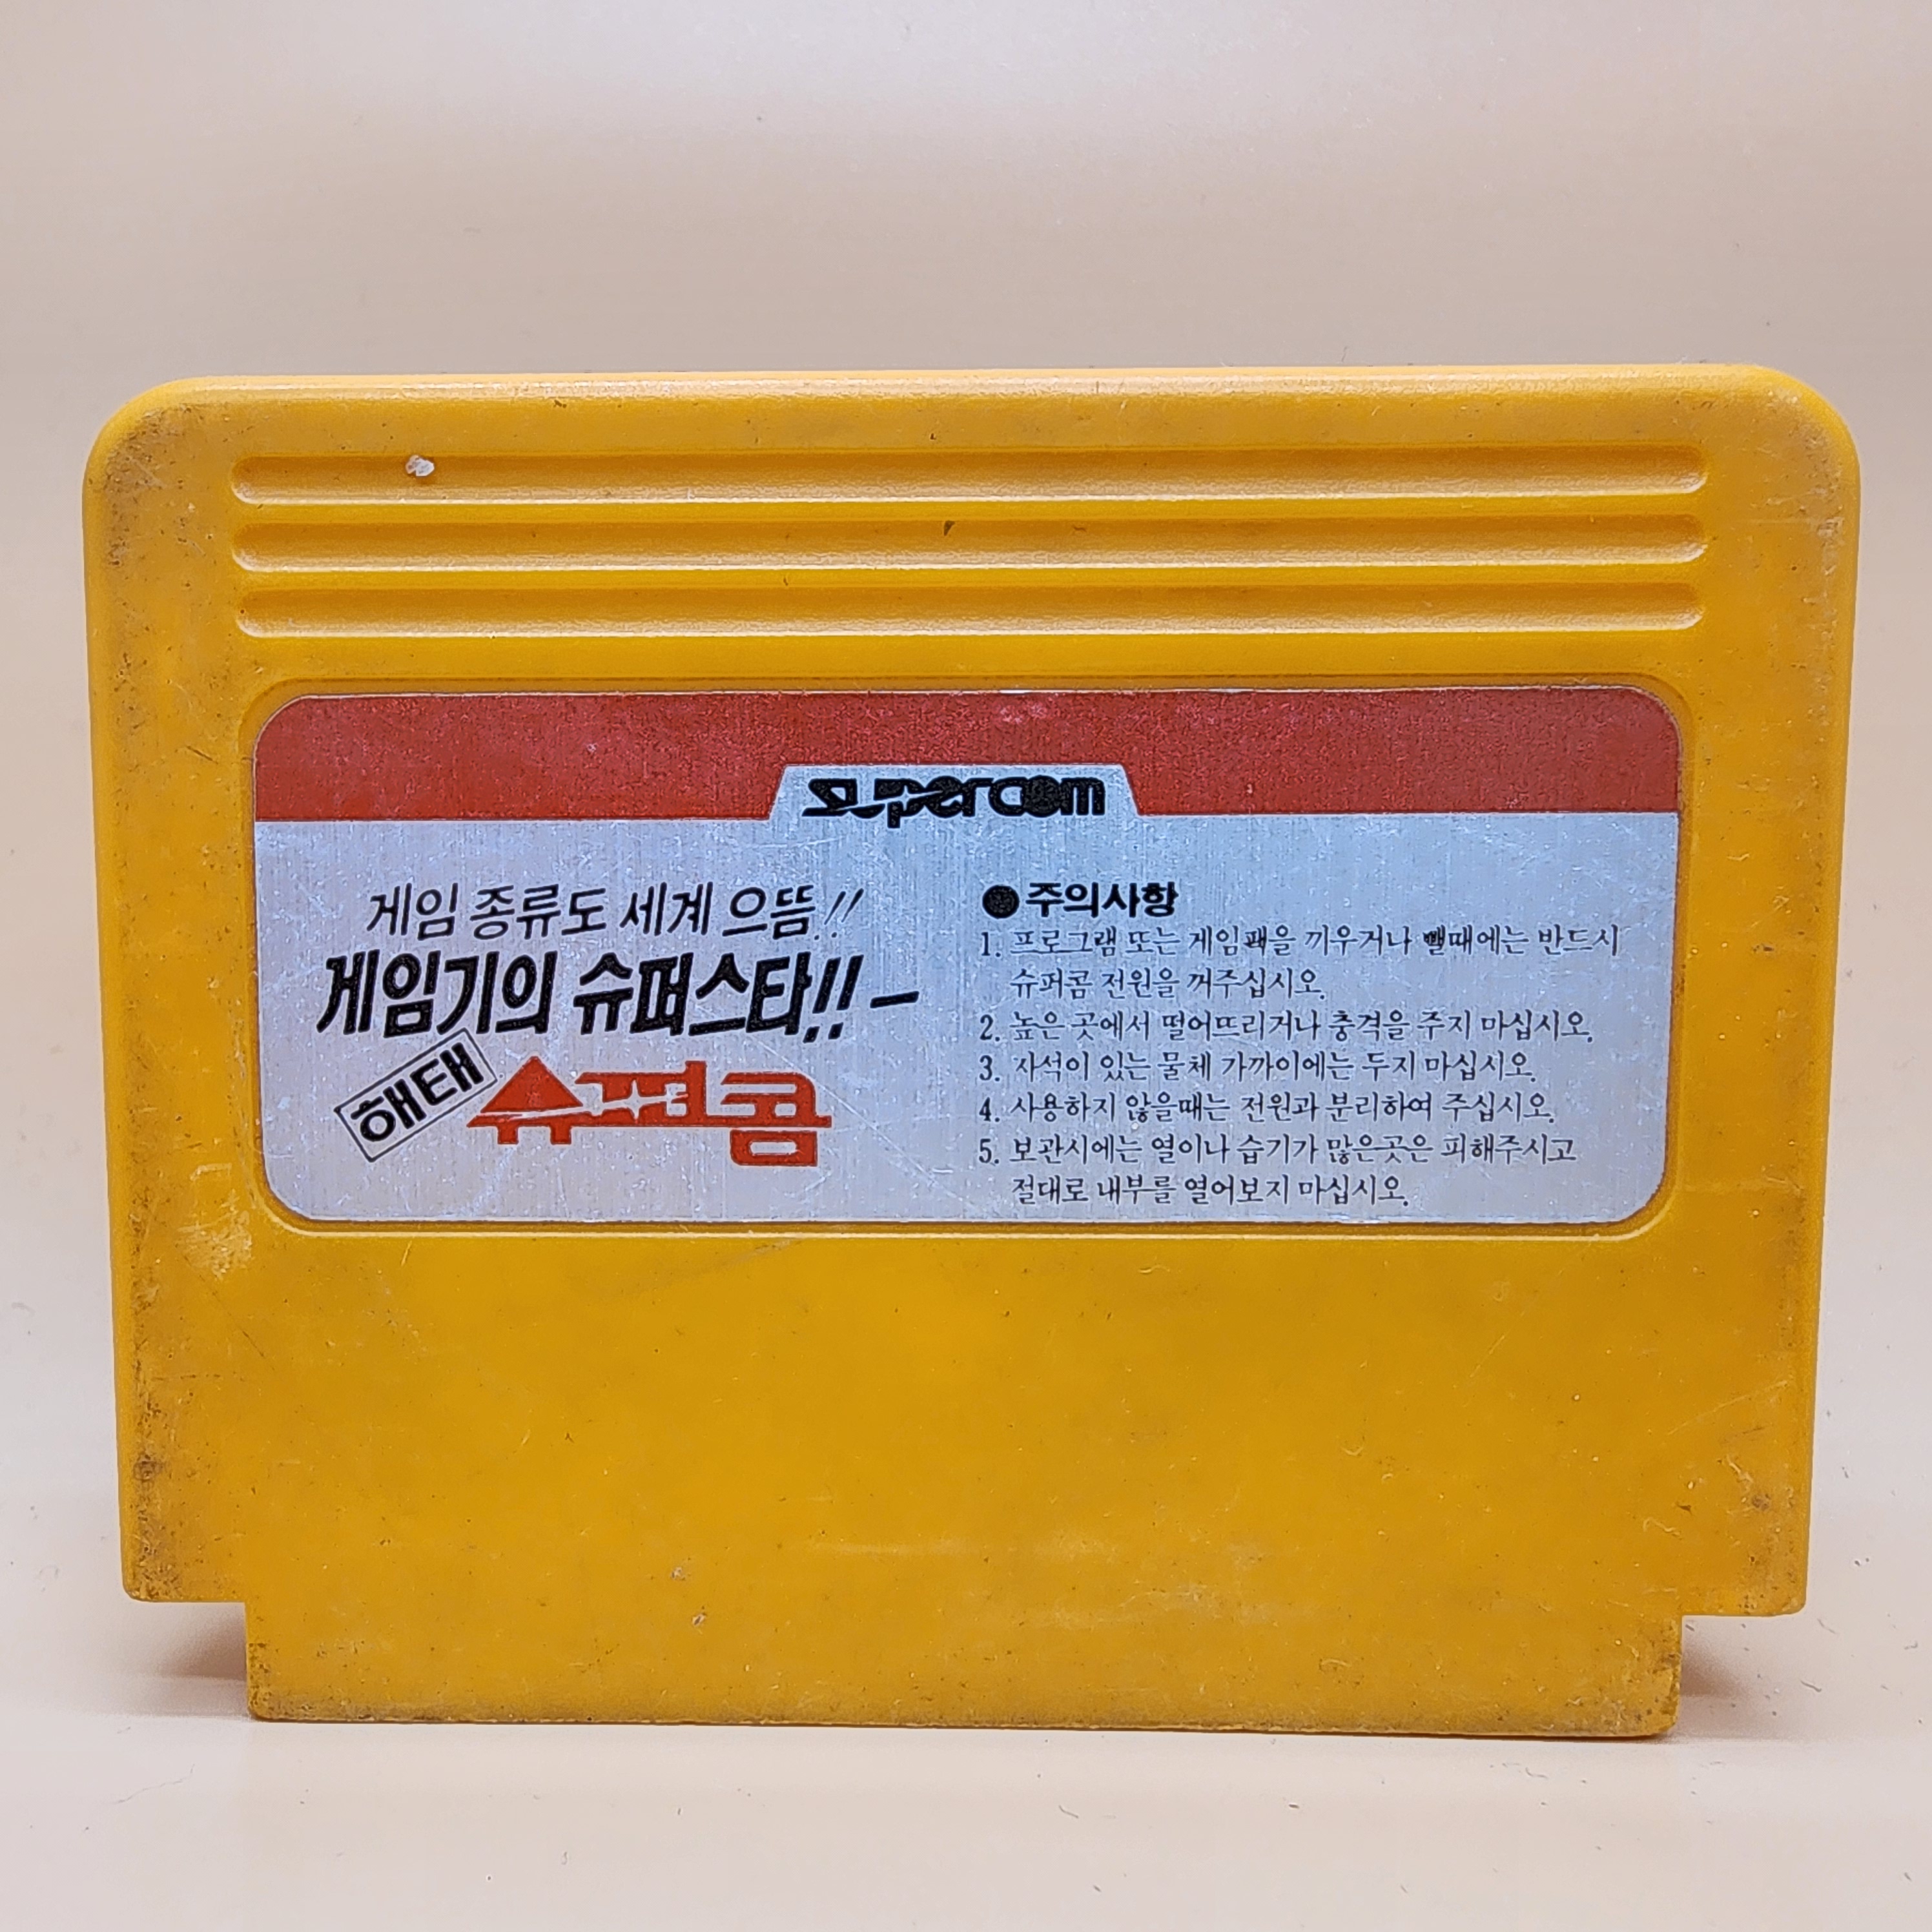 supercom
게임 종류도 세계 으뜸!!
게임기의 슈퍼스타!!–
해태 슈퍼콤
●주의사항
1. 프로그램 또는 게임팩을 끼우거나 뺄때에는 반드시
슈퍼콤 전원을 꺼주십시오.
2. 높은 곳에서 떨어뜨리거나 충격을 주지 마십시오.
3. 자석이 있는 물체 가까이에는 두지 마십시오.
4. 사용하지 않을때는 전원과 분리하여 주십시오.
5. 보관시에는 열이나 습기가 많은곳은 피해주시고
절대로 내부를 열어보지 마십시오.